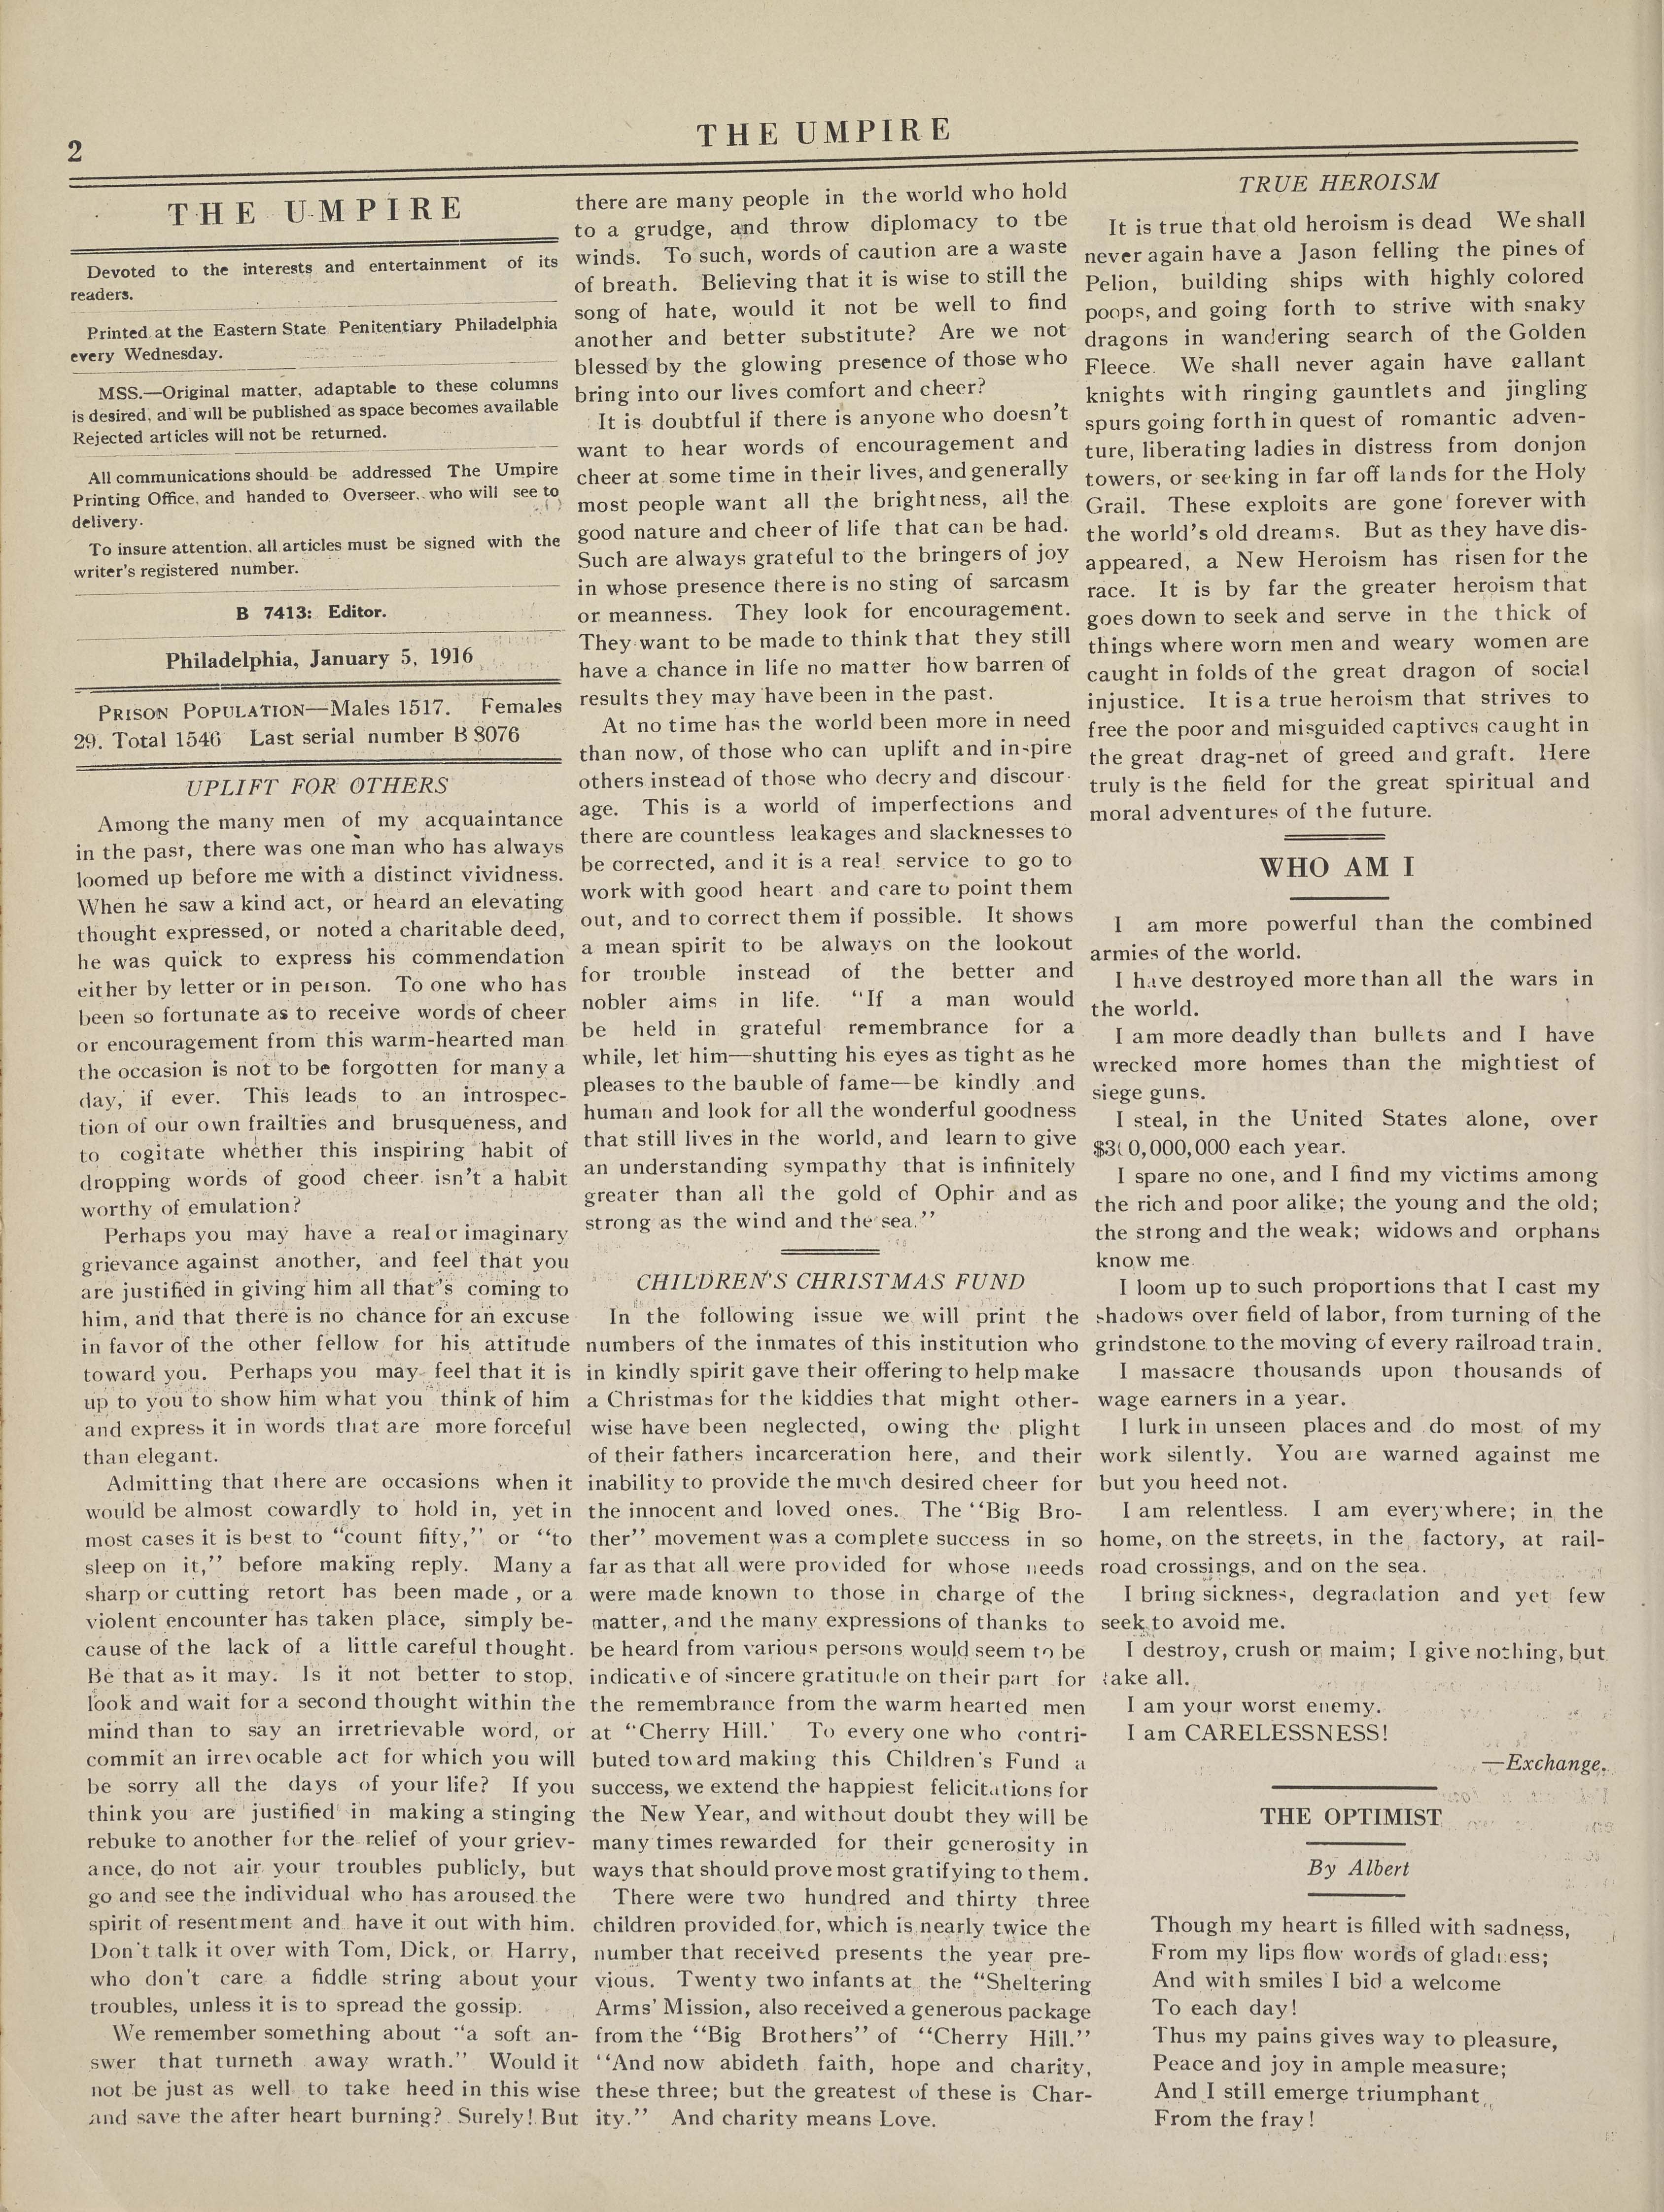 2
THE UMPIRE
THE UMPIRE
Devoted to the interests and entertainment of its
readers.
Printed at the Eastern State Penitentiary Philadelphia
every Wednesday.
MSS.—Original matter, adaptable to these columns
is desired, and will be published as space becomes available
Rejected articles will not be returned.
All communications should be addressed The Umpire
Printing Office, and handed to Overseer, who will see to
delivery.
To insure attention, all articles must be signed with the
writer's registered number.
B 7413: Editor.
Philadelphia, January 5, 1916
PRISON POPULATION—Males 1517. Females
29. Total 1546 Last serial number B 8076
UPLIFT FOR OTHERS
Among the many men of my acquaintance
in the past, there was one man who has always
loomed up before me with a distinct vividness.
When he saw a kind act, or heard an elevating
thought expressed, or noted a charitable deed,
he was quick to express his commendation
either by letter or in person. To one who has
been so fortunate as to receive words of cheer
or encouragement from this warm-hearted man
the occasion is not to be forgotten for many a
day, if ever. This leads to an introspec-
tion of our own frailties and brusqueness, and
to cogitate whether this inspiring habit of
dropping words of good cheer isn't a habit
worthy of emulation?
Perhaps you may have a real or imaginary
grievance against another, and feel that you
are justified in giving him all that's coming to
him, and that there is no chance for an excuse
in favor of the other fellow for his attitude
toward you. Perhaps you may feel that it is
up to you to show him what you think of him
and express it in words that are more forceful
than elegant.
Admitting that there are occasions when it
would be almost cowardly to hold in, yet in
most cases it is best to "count fifty," or "to
sleep on it," before making reply. Many a
sharp or cutting retort has been made , or a
violent encounter has taken place, simply be-
cause of the lack of a little careful thought.
Be that as it may. Is it not better to stop,
look and wait for a second thought within the
mind than to say an irretrievable word, or
commit an irrevocable act for which you will
be sorry all the days of your life? If you
think you are justified in making a stinging
rebuke to another for the relief of your griev-
ance, do not air your troubles publicly, but
go and see the individual who has aroused the
spirit of resentment and have it out with him.
Don't talk it over with Tom, Dick, or Harry,
who don't care a fiddle string about your
troubles, unless it is to spread the gossip.
We remember something about "a soft an-
swer that turneth away wrath." Would it
not be just as well to take heed in this wise
and save the after heart burning? Surely! But
there are many people in the world who hold
to a grudge, and throw diplomacy to tbe
winds. To such, words of caution are a waste
of breath. Believing that it is wise to still the
song of hate, would it not be well to find
another and better substitute? Are we not
blessed by the glowing presence of those who
bring into our lives comfort and cheer?
It is doubtful if there is anyone who doesn't
want to hear words of encouragement and
cheer at some time in their lives, and generally
most people want all the brightness, all the
good nature and cheer of life that can be had.
Such are always grateful to the bringers of joy
in whose presence there is no sting of sarcasm
or meanness. They look for encouragement.
They want to be made to think that they still
have a chance in life no matter how barren of
results they may have been in the past.
At no time has the world been more in need
than now, of those who can uplift and inspire
others instead of those who decry and discour-
age. This is a world of imperfections and
there are countless leakages and slacknesses to
be corrected, and it is a real service to go to
work with good heart and care to point them
out, and to correct them if possible. It shows
a mean spirit to be always on the lookout
for trouble instead of the better and
nobler aims in life. "If a man would
be held in grateful remembrance for a
while, let him—shutting his eyes as tight as he
pleases to the bauble of fame—be kindly and
human and look for all the wonderful goodness
that still lives in the world, and learn to give
an understanding sympathy that is infinitely
greater than all the gold of Ophir and as
strong as the wind and the sea."
CHILDREN'S CHRISTMAS FUND
In the following issue we will print the
numbers of the inmates of this institution who
in kindly spirit gave their offering to help make
a Christmas for the kiddies that might other-
wise have been neglected, owing the plight
of their fathers incarceration here, and their
inability to provide the much desired cheer for
the innocent and loved ones. The "Big Bro-
ther" movement was a complete success in so
far as that all were provided for whose needs
were made known to those in charge of the
matter, and the many expressions of thanks to
be heard from various persons would seem to be
indicative of sincere gratitude on their part for
the remembrance from the warm hearted men
at "Cherry Hill.' To every one who contri-
buted toward making this Children's Fund a
success, we extend the happiest felicitations for
the New Year, and without doubt they will be
many times rewarded for their generosity in
ways that should prove most gratifying to them.
There were two hundred and thirty three
children provided for, which is nearly twice the
number that received presents the year pre-
vious. Twenty two infants at the "Sheltering
Arms' Mission, also received a generous package
from the "Big Brothers" of "Cherry Hill."
"And now abideth faith, hope and charity,
these three; but the greatest of these is Char-
ity." And charity means Love.
TRUE HEROISM
It is true that old heroism is dead We shall
never again have a Jason felling the pines of
Pelion, building ships with highly colored
poops, and going forth to strive with snaky
dragons in wandering search of the Golden
Fleece. We shall never again have gallant
knights with ringing gauntlets and jingling
spurs going forth in quest of romantic adven-
ture, liberating ladies in distress from donjon
towers, or seeking in far off lands for the Holy
Grail. These exploits are gone forever with
the world's old dreams. But as they have dis-
appeared, a New Heroism has risen for the
race. It is by far the greater heroism that
goes down to seek and serve in the thick of
things where worn men and weary women are
caught in folds of the great dragon of social
injustice. It is a true heroism that strives to
free the poor and misguided captives caught in
the great drag-net of greed and graft. Here
truly is the field for the great spiritual and
moral adventures of the future.
WHO AM I
I am more powerful than the combined
armies of the world.
I have destroyed more than all the wars in
the world.
I am more deadly than bullets and I have
wrecked more homes than the mightiest of
siege guns.
I steal, in the United States alone, over
$300,000,000 each year.
I spare no one, and I find my victims among
the rich and poor alike; the young and the old;
the strong and the weak; widows and orphans
know me.
I loom up to such proportions that I cast my
shadows over field of labor, from turning of the
grindstone to the moving of every railroad train.
I massacre thousands upon thousands of
wage earners in a year.
I lurk in unseen places and do most of my
work silently. You are warned against me
but you heed not.
I am relentless. I am everywhere; in the
home, on the streets, in the factory, at rail-
road crossings, and on the sea.
I bring sickness, degradation and yet few
seek to avoid me.
I destroy, crush or maim; I give nothing, but
take all.
I am your worst enemy.
I am CARELESSNESS!
—Exchange.
THE OPTIMIST
By Albert
Though my heart is filled with sadness,
From my lips flow words of gladness;
And with smiles I bid a welcome
To each day!
Thus my pains gives way to pleasure,
Peace and joy in ample measure;
And I still emerge triumphant
From the fray!